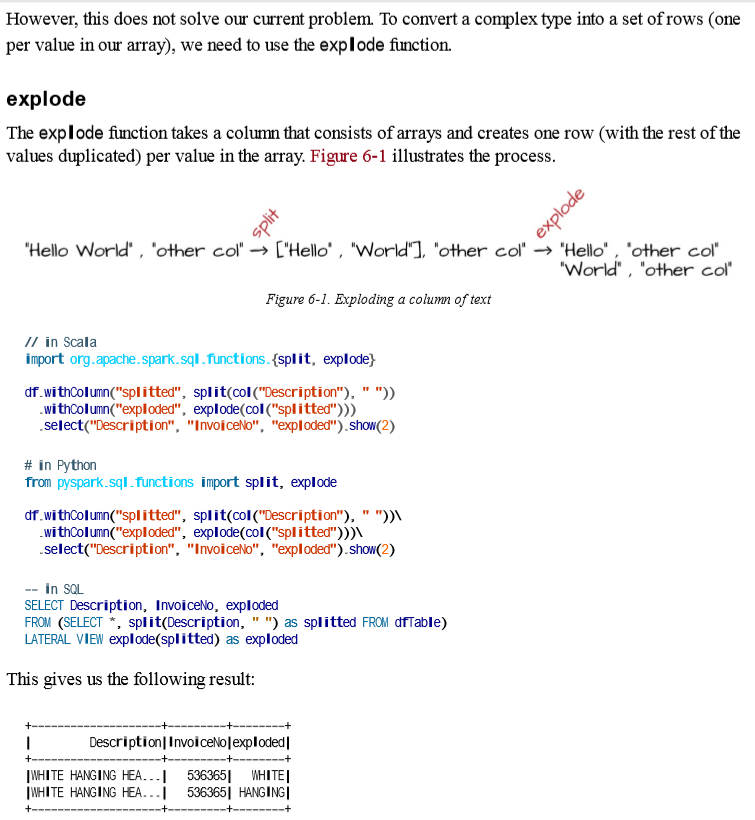 However, this does not solve our current problem. To convert a complex type into a set of rows (one
per value in our array), we need to use the explode function.
explode
The explode function takes a column that consists of arrays and creates one row (with the rest of the
values duplicated) per value in the array. Figure 6-1 illustrates the process.
split explode
"Hello World" , "other col" → ["Hello" , "World"], "other col" → "Hello" , "other col"
"World" , "other col"
Figure 6-1. Exploding a column of text
// in Scala
import org.apache.spark.sql.functions.{split, explode}
df.withColumn("splitted", split(col("Description"), " "))
.withColumn("exploded", explode(col("splitted")))
.select("Description", "InvoiceNo", "exploded").show(2)
# in Python
from pyspark.sql.functions import split, explode
df.withColumn("splitted", split(col("Description"), " "))\
.withColumn("exploded", explode(col("splitted")))\
.select("Description", "InvoiceNo", "exploded").show(2)
-- in SQL
SELECT Description, InvoiceNo, exploded
FROM (SELECT *, split(Description, " ") as splitted FROM dfTable)
LATERAL VIEW explode(splitted) as exploded
This gives us the following result:
+--------------------+---------+--------+
| Description|InvoiceNo|exploded|
+--------------------+---------+--------+
|WHITE HANGING HEA...| 536365| WHITE|
|WHITE HANGING HEA...| 536365| HANGING|
+--------------------+---------+--------+